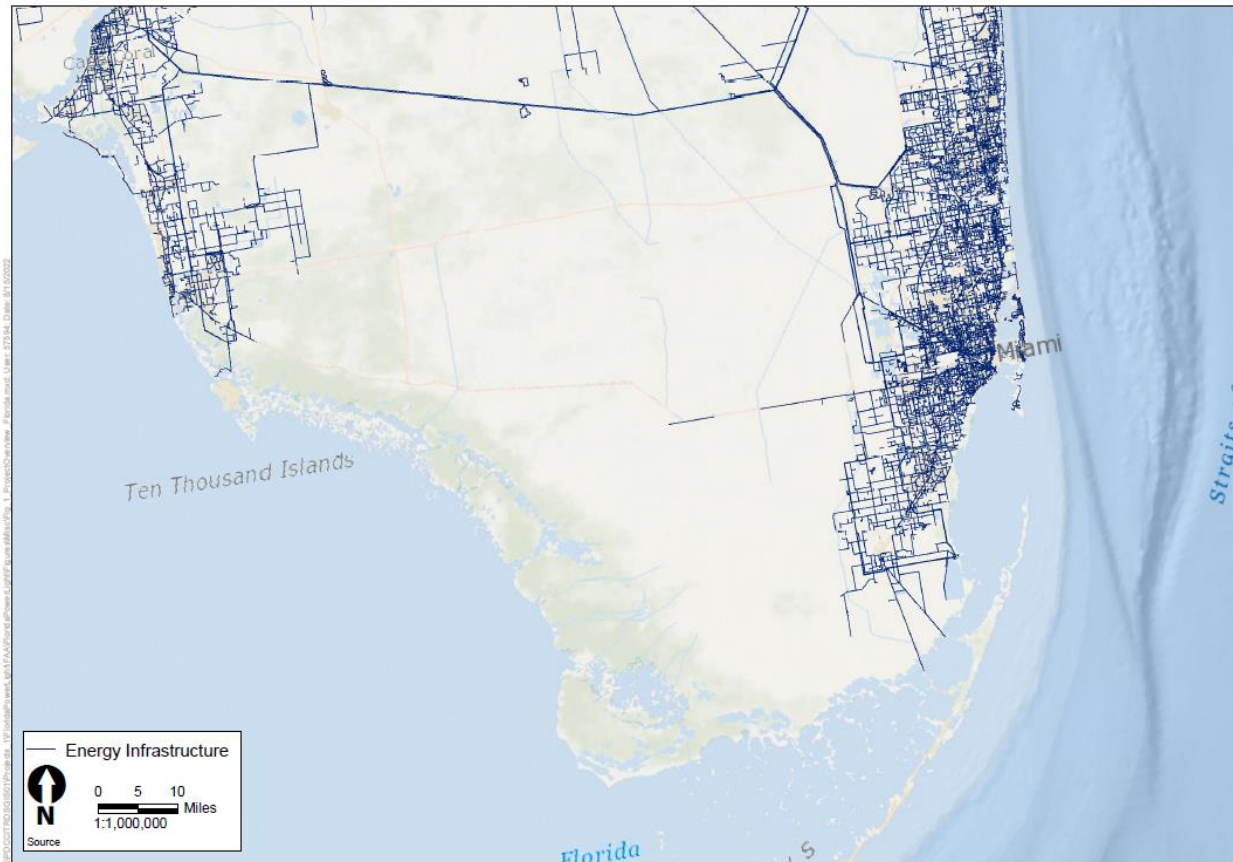 Cape Coral
Miami
Ten Thousand Islands
Straits
Energy Infrastructure
0 5 10
Miles
1:1,000,000
N
Source
Florida